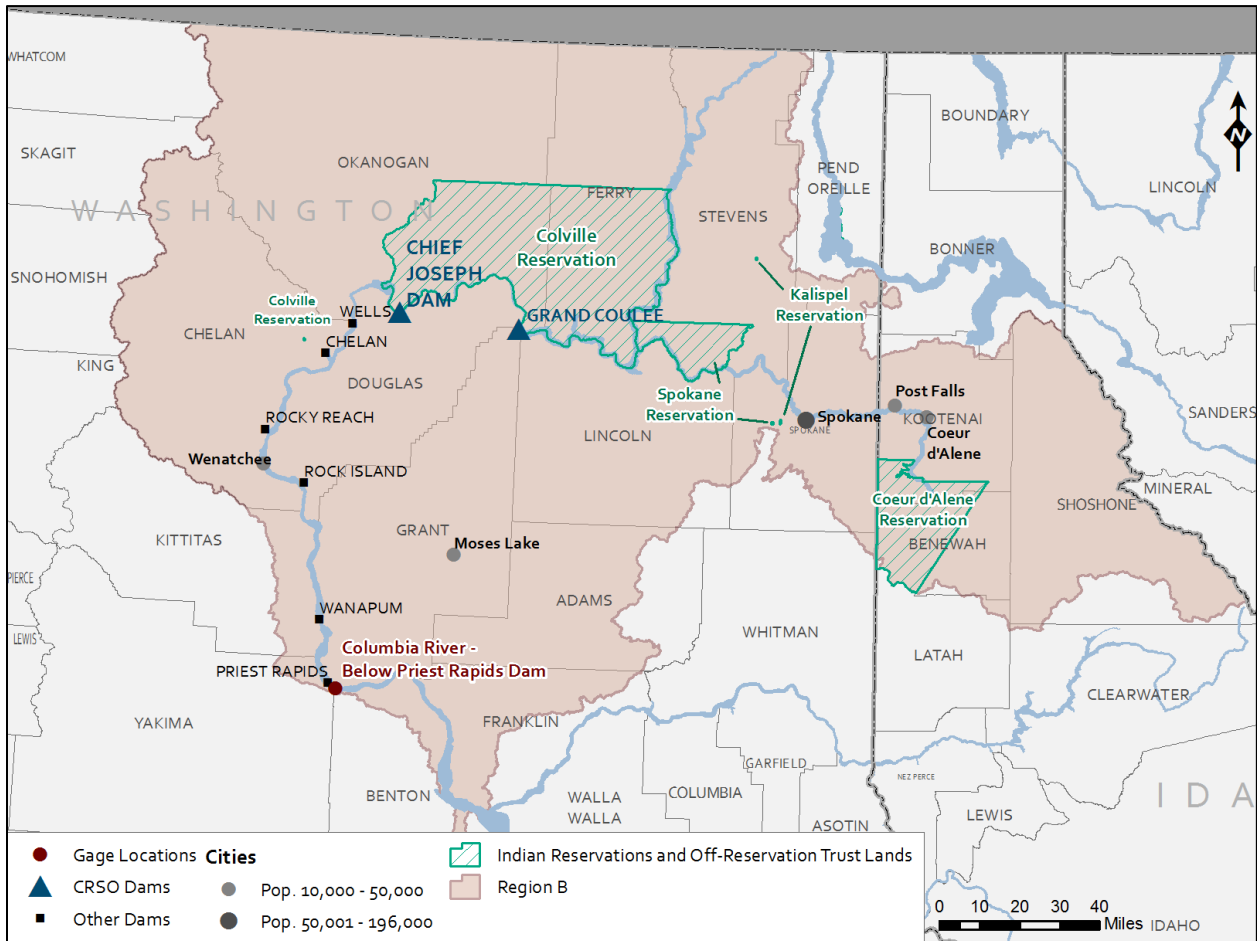 WHATCOM
SKAGIT
SNOHOMISH
KING
PIERCE
LEWIS
WASHINGTON
OKANOGAN
FERRY
STEVENS
PEND
OREILLE
BOUNDARY
LINCOLN
BONNER
N
Colville
Reservation
CHIEF
JOSEPH
DAM
GRAND COULEE
Kalispel
Reservation
Colville
Reservation
WELLS
CHELAN
CHELAN
DOUGLAS
Spokane
Reservation
Spokane
SPOKANE
Post Falls
KOOTENAI
Coeur
d'Alene
SANDERS
ROCKY REACH
LINCOLN
Wenatchee
ROCK ISLAND
Coeur d'Alene
Reservation
BENEWAH
SHOSHONE
MINERAL
KITTITAS
GRANT
Moses Lake
ADAMS
WANAPUM
WHITMAN
LATAH
CLEARWATER
Columbia River -
Below Priest Rapids Dam
PRIEST RAPIDS
YAKIMA
FRANKLIN
GARFIELD
NEZ PERCE
BENTON
WALLA
WALLA
COLUMBIA
ASOTIN
LEWIS
IDA
IDAHO
Gage Locations
CRSO Dams
Other Dams
Cities
Pop. 10,000 - 50,000
Pop. 50,001 - 196,000
Indian Reservations and Off-Reservation Trust Lands
Region B
0 10 20 30 40
Miles